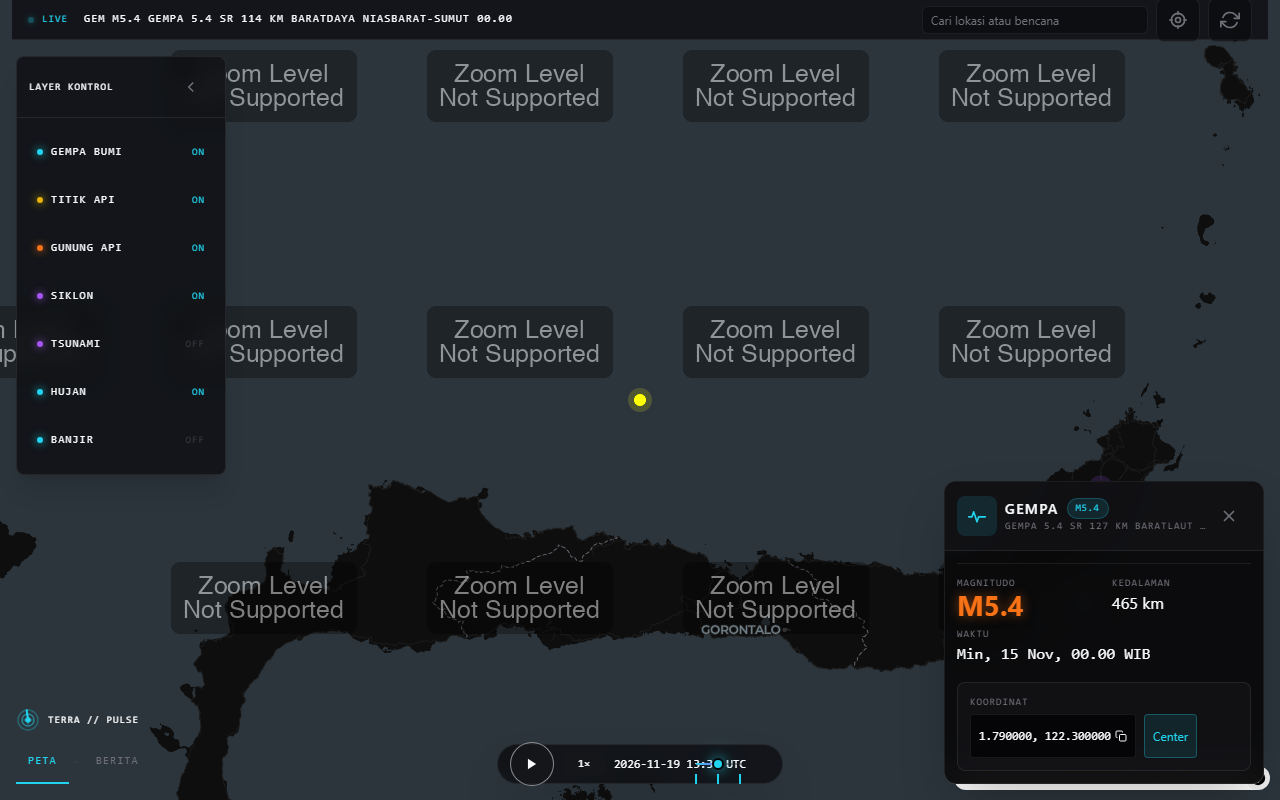 LIVE GEM M5.4 GEMPA 5.4 SR 114 KM BARATDAYA NIASBARAT-SUMUT 00.00
Cari lokasi atau bencana
LAYER KONTROL
GEMPA BUMI ON
TITIK API ON
GUNUNG API ON
SIKLON ON
TSUNAMI OFF
HUJAN ON
BANJIR OFF
oom Level
Not Supported
Zoom Level
Not Supported
Zoom Level
Not Supported
Zoom Level
Not Supported
oom Level
Not Supported
Zoom Level
Not Supported
Zoom Level
Not Supported
Zoom Level
Not Supported
Zoom Level
Not Supported
Zoom Level
Not Supported
Zoom Level
Not Supported
GORONTALO
GEMPA M5.4
GEMPA 5.4 SR 127 KM BARATLAUT …
MAGNITUDO
M5.4
KEDALAMAN
465 km
WAKTU
Min, 15 Nov, 00.00 WIB
KOORDINAT
1.790000, 122.300000
Center
TERRA // PULSE
PETA BERITA
1× 2026-11-19 UTC